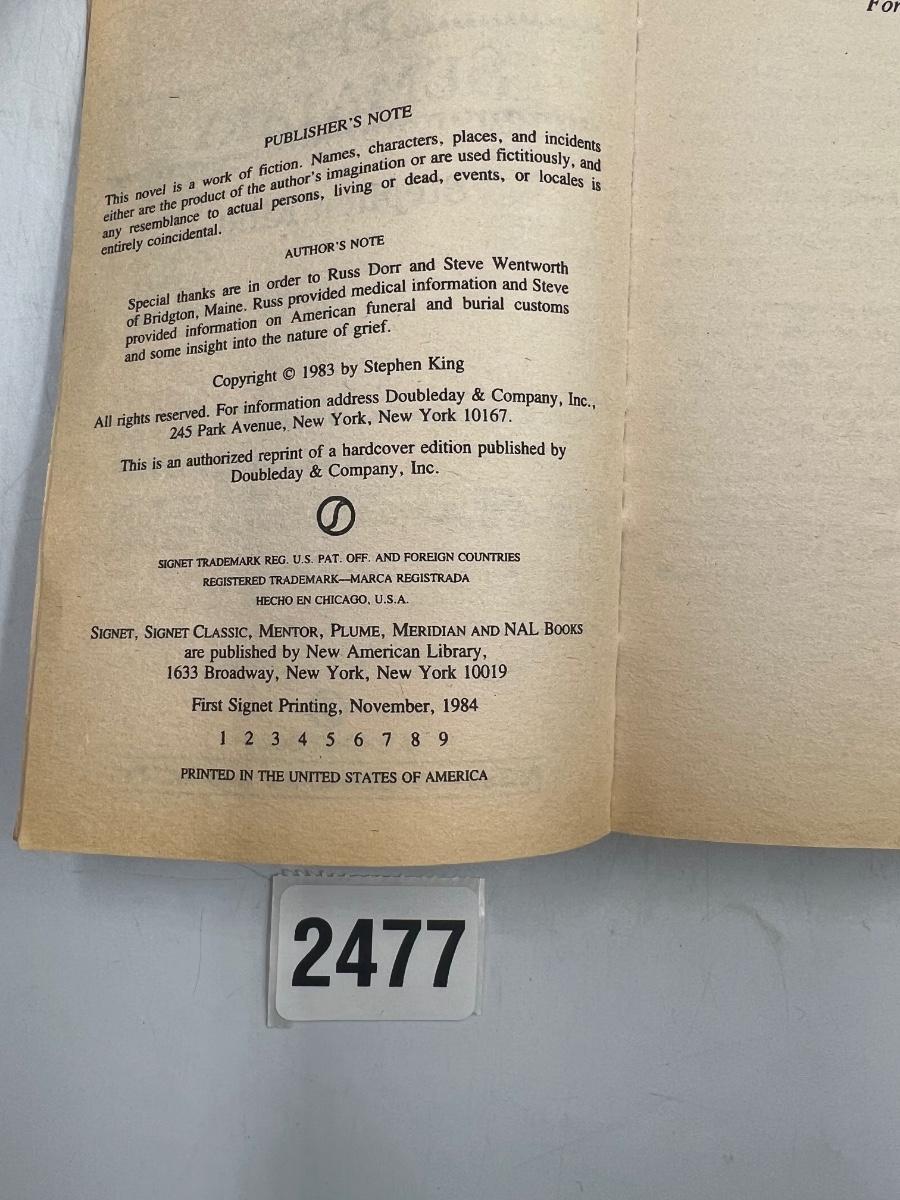 For
PUBLISHER'S NOTE
This novel is a work of fiction. Names, characters, places, and incidents
either are the product of the author's imagination or are used fictitiously, and
any resemblance to actual persons, living or dead, events, or locales is
entirely coincidental.
AUTHOR'S NOTE
Special thanks are in order to Russ Dorr and Steve Wentworth
of Bridgton, Maine. Russ provided medical information and Steve
provided information on American funeral and burial customs
and some insight into the nature of grief.
Copyright © 1983 by Stephen King
All rights reserved. For information address Doubleday & Company, Inc.,
245 Park Avenue, New York, New York 10167.
This is an authorized reprint of a hardcover edition published by
Doubleday & Company, Inc.
SIGNET TRADEMARK REG. U.S. PAT. OFF. AND FOREIGN COUNTRIES
REGISTERED TRADEMARK—MARCA REGISTRADA
HECHO EN CHICAGO, U.S.A.
SIGNET, SIGNET CLASSIC, MENTOR, PLUME, MERIDIAN AND NAL BOOKS
are published by New American Library,
1633 Broadway, New York, New York 10019
First Signet Printing, November, 1984
1 2 3 4 5 6 7 8 9
PRINTED IN THE UNITED STATES OF AMERICA
2477